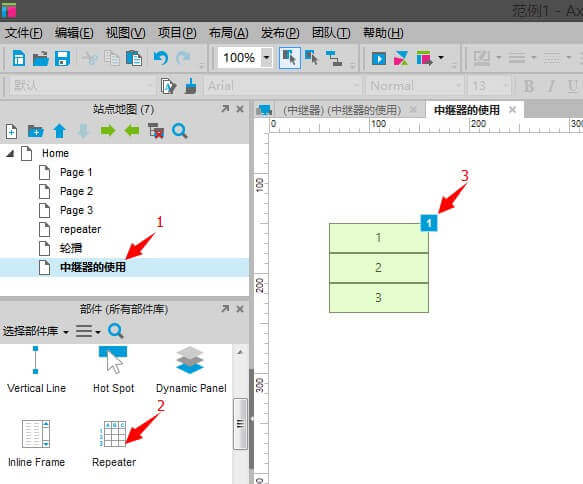 范例1 - Ax
文件(F) 编辑(E) 视图(V) 项目(P) 布局(A) 发布(P) 团队(T) 帮助(H)
100%
默认 Arial Normal 13 B I U
站点地图 (7)
(中继器) (中继器的使用) 中继器的使用
0 100 200 300
Home
Page 1
Page 2
Page 3
repeater
轮播
中继器的使用
1
3
1
1
2
3
100
200
300
400
部件 (所有部件库)
选择部件库
Vertical Line Hot Spot Dynamic Panel
2
Inline Frame Repeater